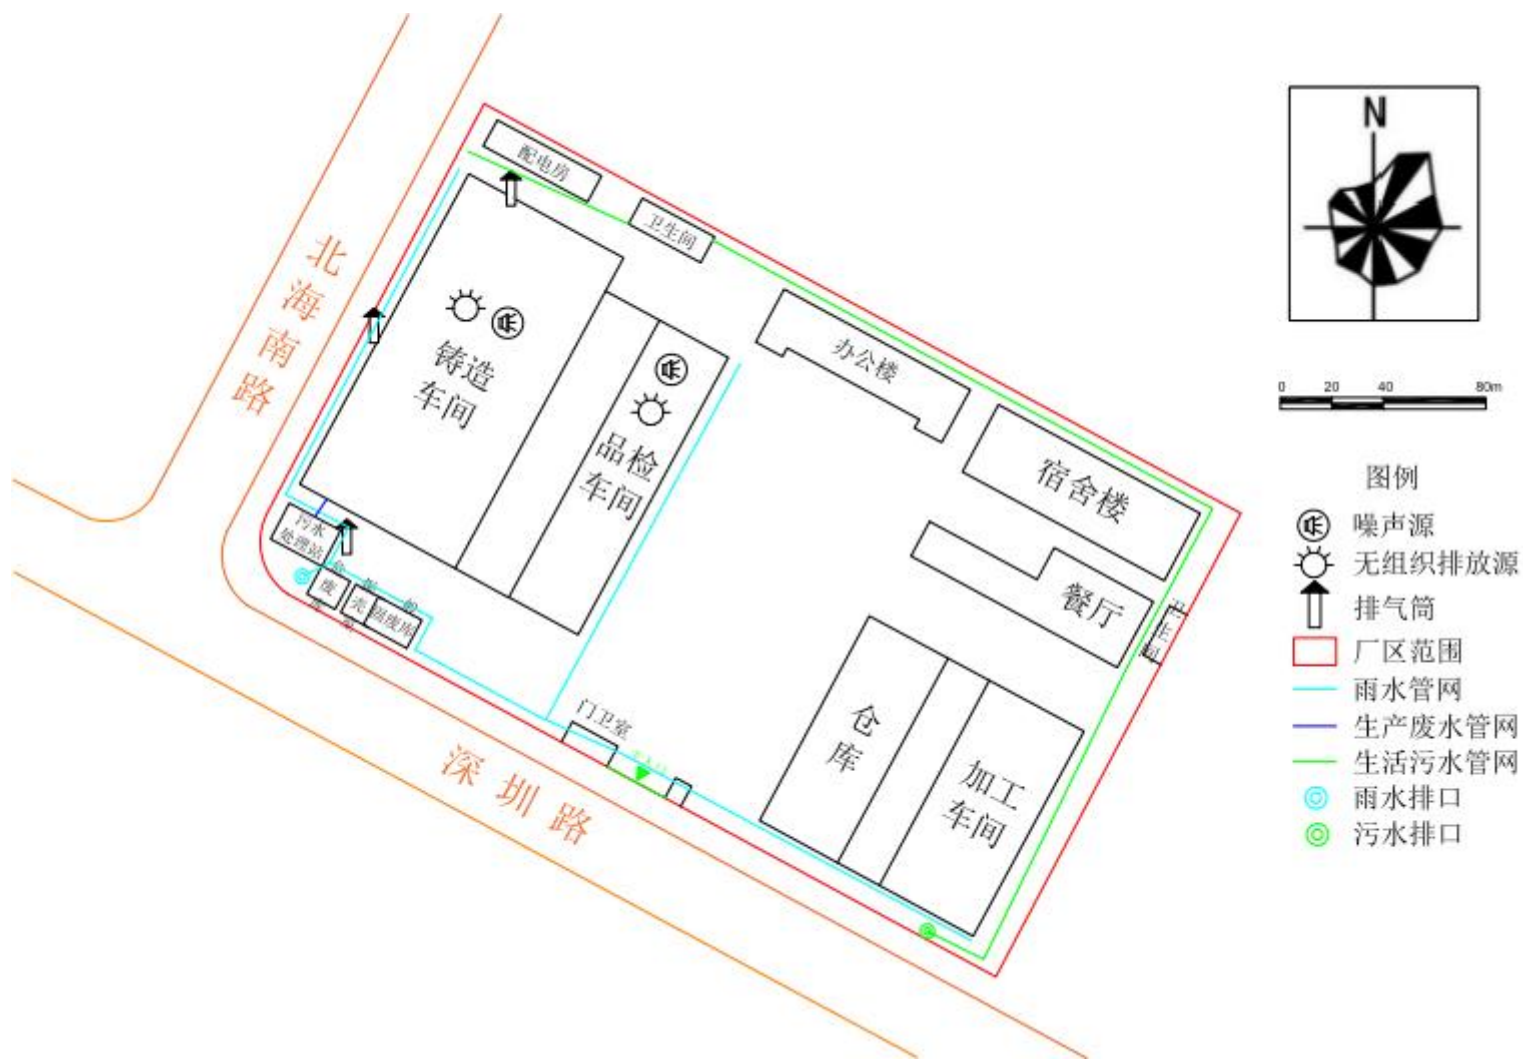 N
0 20 40 80m
配电房
卫生间
北海南路
铸造
车间
品检
车间
办公楼
宿舍楼
餐厅
卫生间
污水
处理站
仓
库
加工
车间
门卫室
深圳路
图例
噪声源
无组织排放源
排气筒
厂区范围
雨水管网
生产废水管网
生活污水管网
雨水排口
污水排口